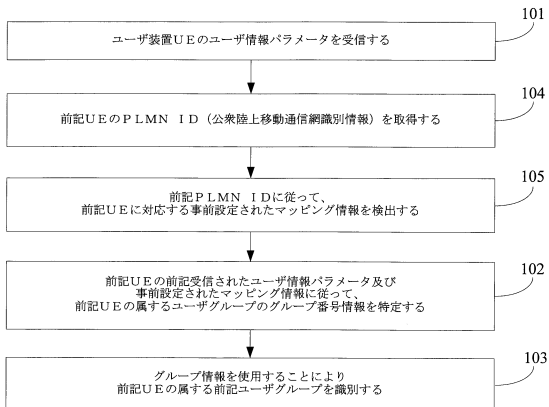 101
ユーザ装置UEのユーザ情報パラメータを受信する
104
前記UEのPLMN ID(公衆陸上移動通信網識別情報)を取得する
105
前記PLMN IDに従って、
前記UEに対応する事前設定されたマッピング情報を検出する
102
前記UEの前記受信されたユーザ情報パラメータ及び
事前設定されたマッピング情報に従って、
前記UEの属するユーザグループのグループ番号情報を特定する
103
グループ情報を使用することにより
前記UEの属する前記ユーザグループを識別する